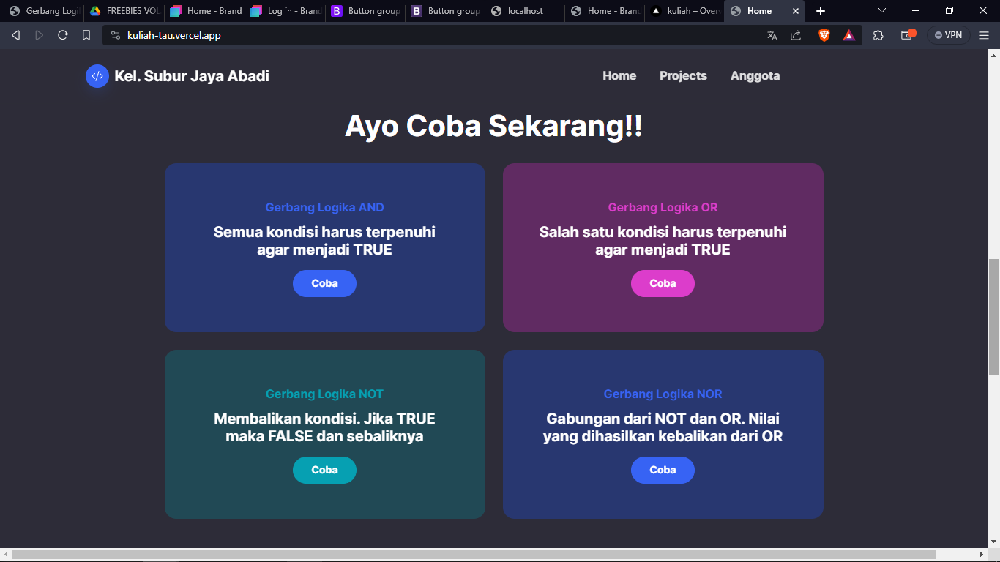 Gerbang Logi
FREEBIES VOL
Home - Brand
Log in - Brand
Button group
Button group
localhost
Home - Brand
kuliah – Over
Home
kuliah-tau.vercel.app
VPN
Kel. Subur Jaya Abadi
Home
Projects
Anggota
Ayo Coba Sekarang!!
Gerbang Logika AND
Semua kondisi harus terpenuhi
agar menjadi TRUE
Coba
Gerbang Logika OR
Salah satu kondisi harus terpenuhi
agar menjadi TRUE
Coba
Gerbang Logika NOT
Membalikan kondisi. Jika TRUE
maka FALSE dan sebaliknya
Coba
Gerbang Logika NOR
Gabungan dari NOT dan OR. Nilai
yang dihasilkan kebalikan dari OR
Coba